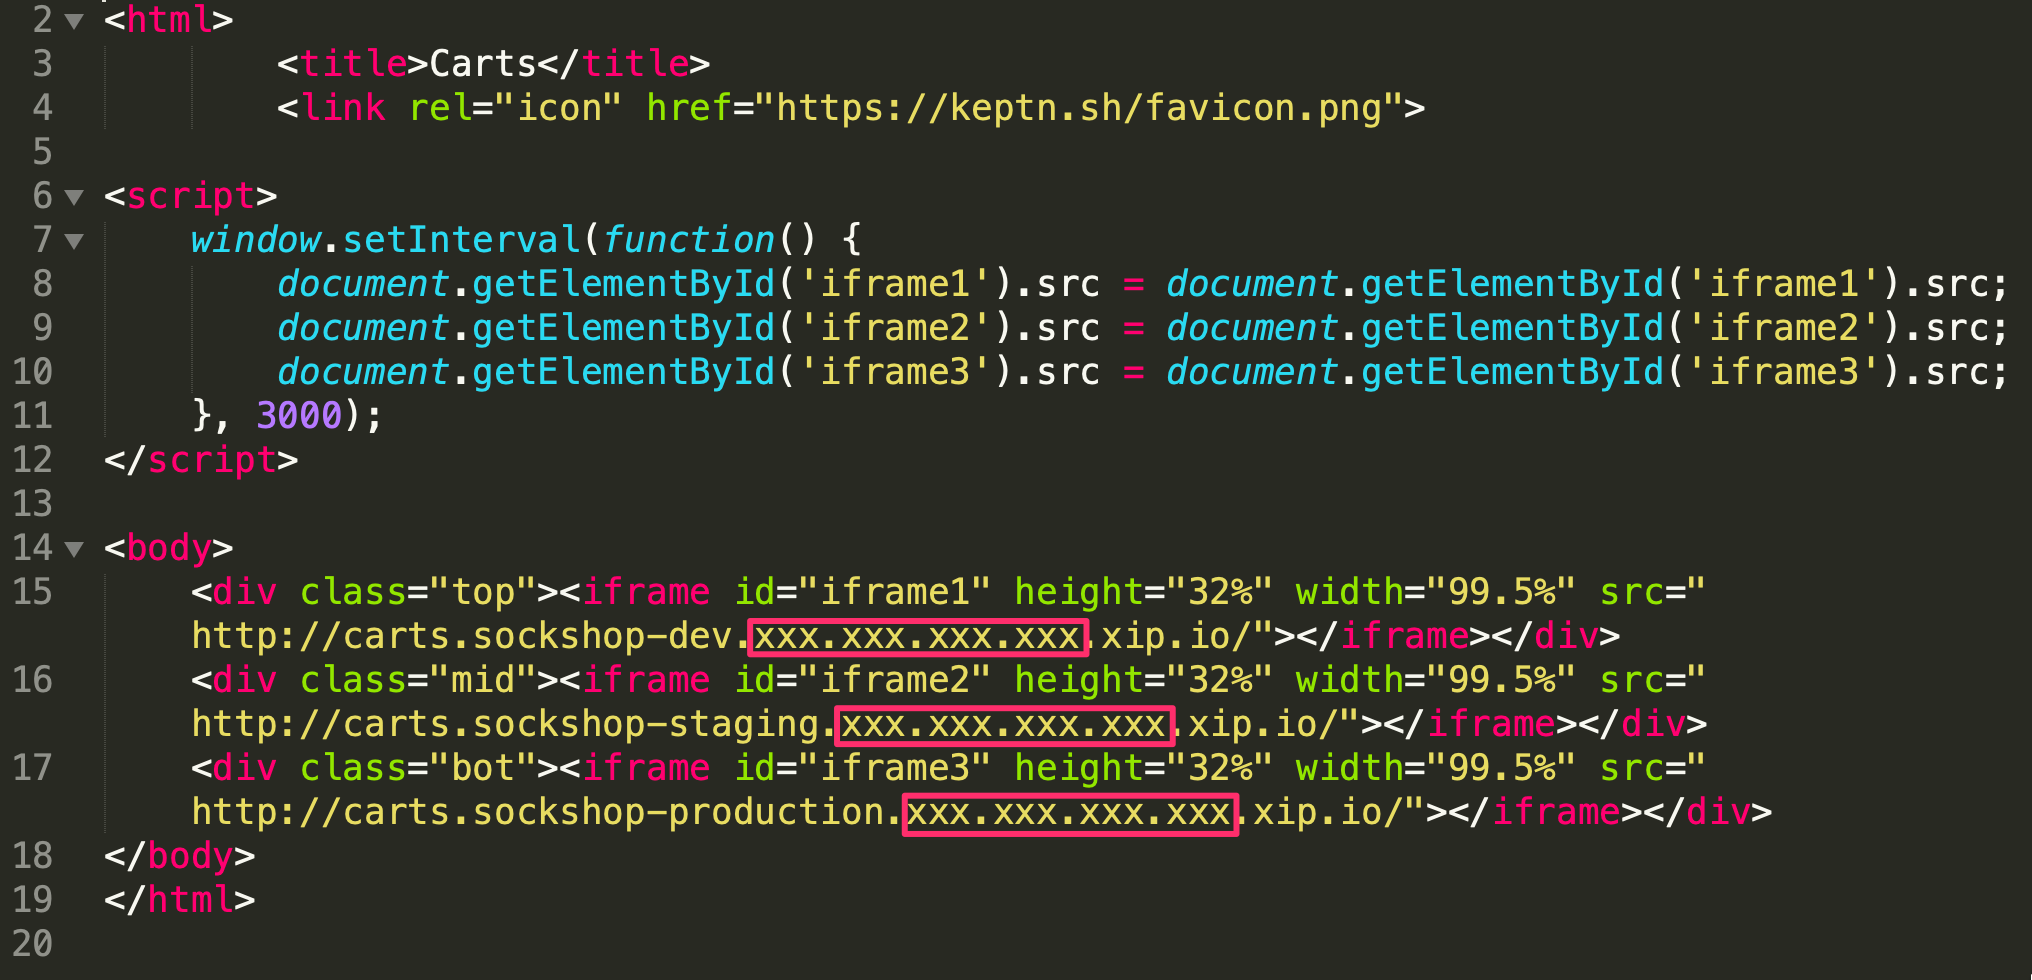 2 <html>
3 <title>Carts</title>
4 <link rel="icon" href="https://keptn.sh/favicon.png">
5
6 <script>
7 window.setInterval(function() {
8 document.getElementById('iframe1').src = document.getElementById('iframe1').src;
9 document.getElementById('iframe2').src = document.getElementById('iframe2').src;
10 document.getElementById('iframe3').src = document.getElementById('iframe3').src;
11 }, 3000);
12 </script>
13
14 <body>
15 <div class="top"><iframe id="iframe1" height="32%" width="99.5%" src="
http://carts.sockshop-dev.xxx.xxx.xxx.xxx.xip.io/"></iframe></div>
16 <div class="mid"><iframe id="iframe2" height="32%" width="99.5%" src="
http://carts.sockshop-staging.xxx.xxx.xxx.xxx.xip.io/"></iframe></div>
17 <div class="bot"><iframe id="iframe3" height="32%" width="99.5%" src="
http://carts.sockshop-production.xxx.xxx.xxx.xxx.xip.io/"></iframe></div>
18 </body>
19 </html>
20